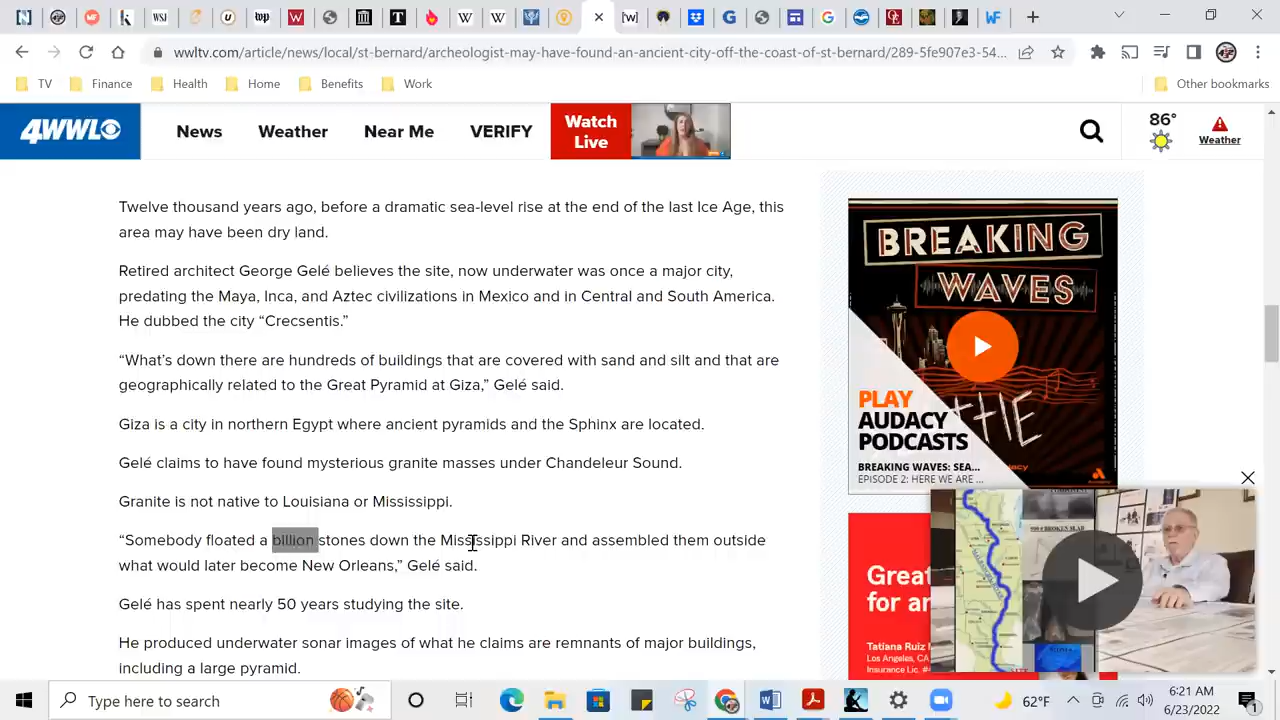 wwltv.com/article/news/local/st-bernard/archeologist-may-have-found-an-ancient-city-off-the-coast-of-st-bernard/289-5fe907e3-54...
TV Finance Health Home Benefits Work Other bookmarks
4WWL News Weather Near Me VERIFY Watch Live 86° Weather
Twelve thousand years ago, before a dramatic sea-level rise at the end of the last Ice Age, this
area may have been dry land.
Retired architect George Gelé believes the site, now underwater was once a major city,
predating the Maya, Inca, and Aztec civilizations in Mexico and in Central and South America.
He dubbed the city “Crecsentis.”
“What’s down there are hundreds of buildings that are covered with sand and silt and that are
geographically related to the Great Pyramid at Giza,” Gelé said.
Giza is a city in northern Egypt where ancient pyramids and the Sphinx are located.
Gelé claims to have found mysterious granite masses under Chandeleur Sound.
Granite is not native to Louisiana or Mississippi.
“Somebody floated a billion stones down the Mississippi River and assembled them outside
what would later become New Orleans,” Gelé said.
Gelé has spent nearly 50 years studying the site.
He produced underwater sonar images of what he claims are remnants of major buildings,
including a large pyramid.
BREAKING
WAVES
PLAY
AUDACY
PODCASTS
BREAKING WAVES: SEA...
EPISODE 2: HERE WE ARE ...
Great
for an
Tatiana Ruiz
Los Angeles, CA
Insurance Lic. #
BROKEN SLAB
Type here to search
62°F
6:21 AM
6/23/2022